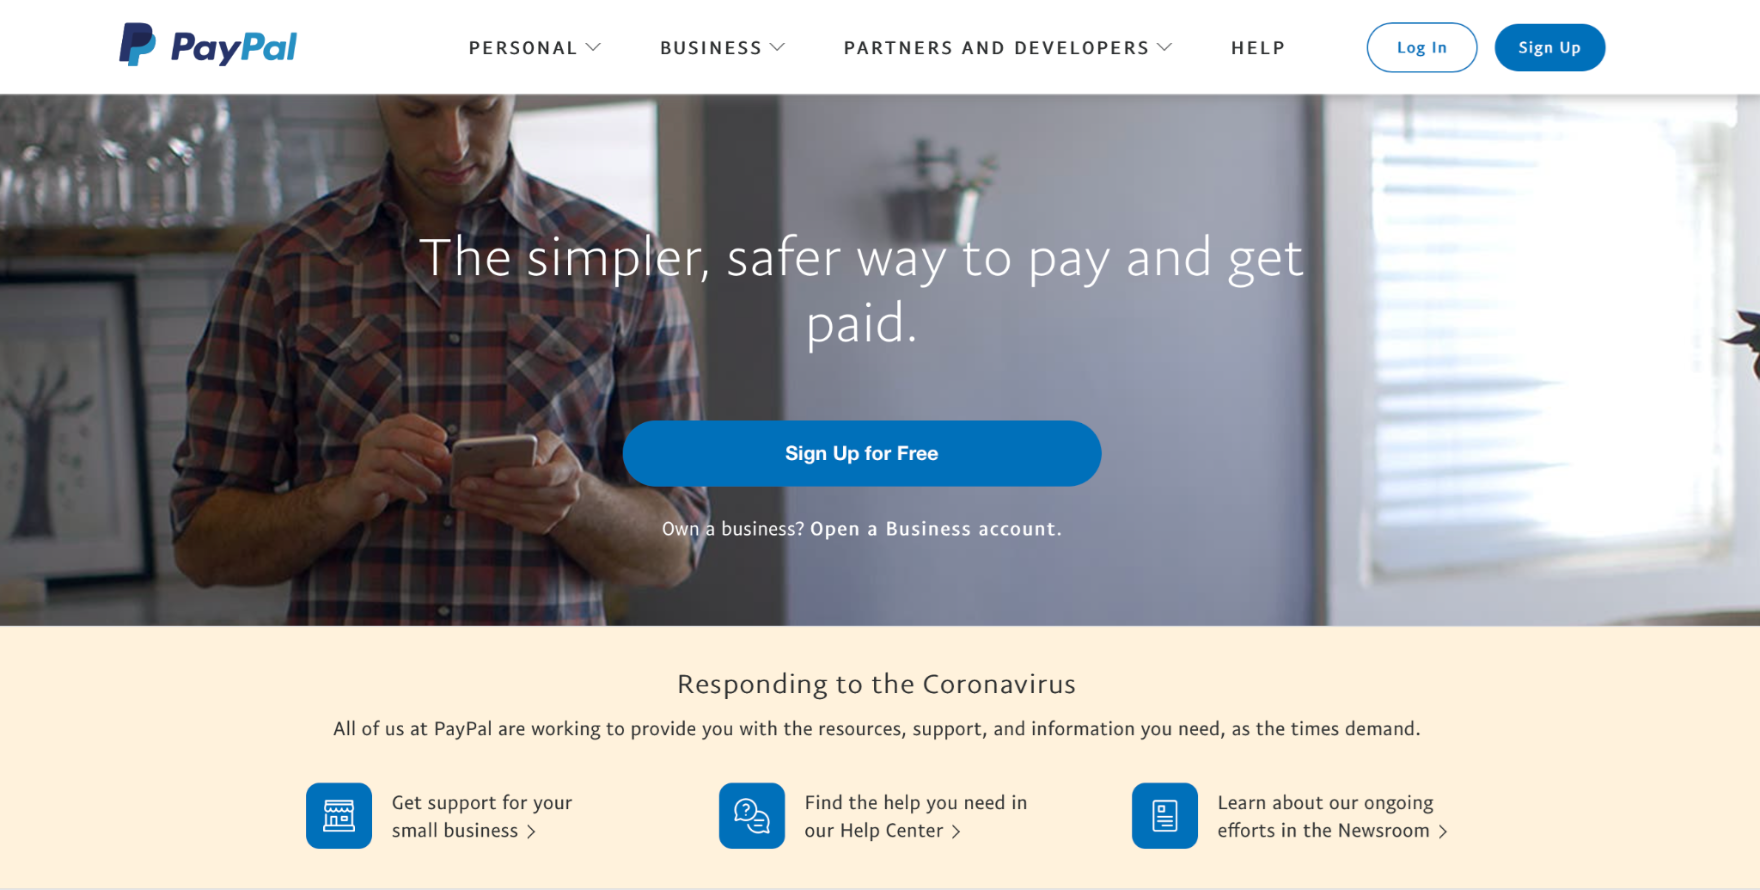 PayPal
PERSONAL
BUSINESS
PARTNERS AND DEVELOPERS
HELP
Log In
Sign Up
The simpler, safer way to pay and get
paid.
Sign Up for Free
Own a business? Open a Business account.
Responding to the Coronavirus
All of us at PayPal are working to provide you with the resources, support, and information you need, as the times demand.
Get support for your
small business >
Find the help you need in
our Help Center >
Learn about our ongoing
efforts in the Newsroom >